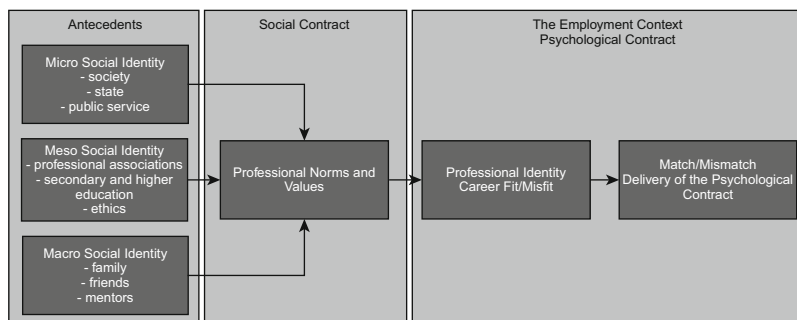 Antecedents
Micro Social Identity
- society
- state
- public service
Meso Social Identity
- professional associations
- secondary and higher
education
- ethics
Macro Social Identity
- family
- friends
- mentors
Social Contract
Professional Norms and
Values
The Employment Context
Psychological Contract
Professional Identity
Career Fit/Misfit
Match/Mismatch
Delivery of the Psychological
Contract